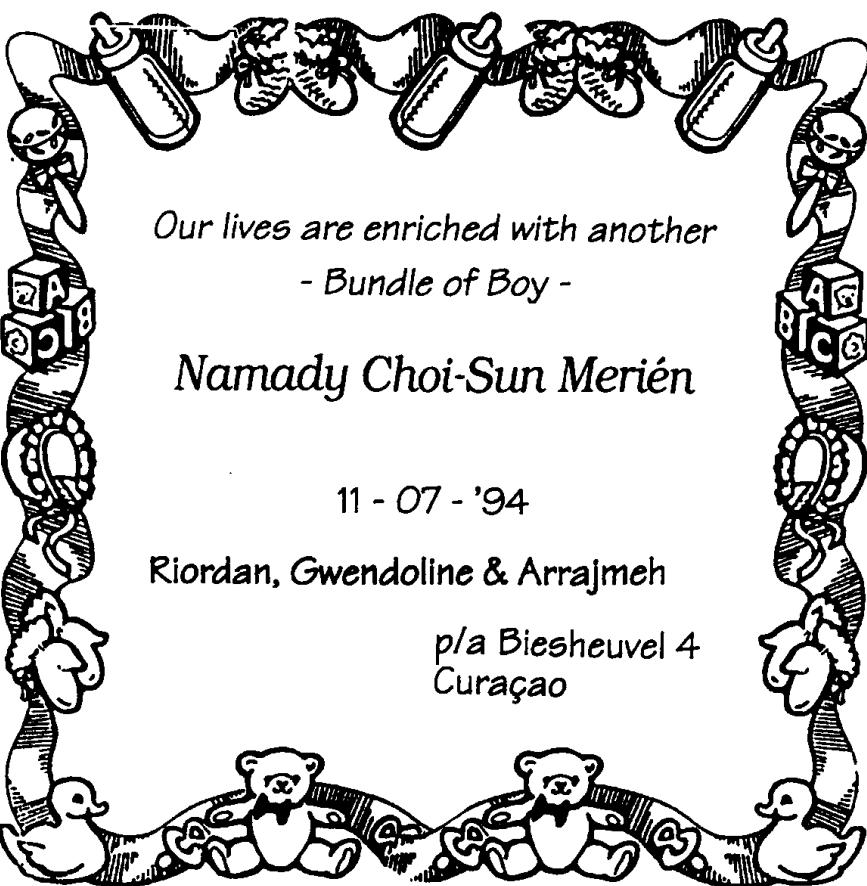 Our lives are enriched with another
- Bundle of Boy -
Namady Choi-Sun Merién
11 - 07 - '94
Riordan, Gwendoline & Arrajmeh
p/a Biesheuvel 4
Curaçao
A
B
C
A
B
C